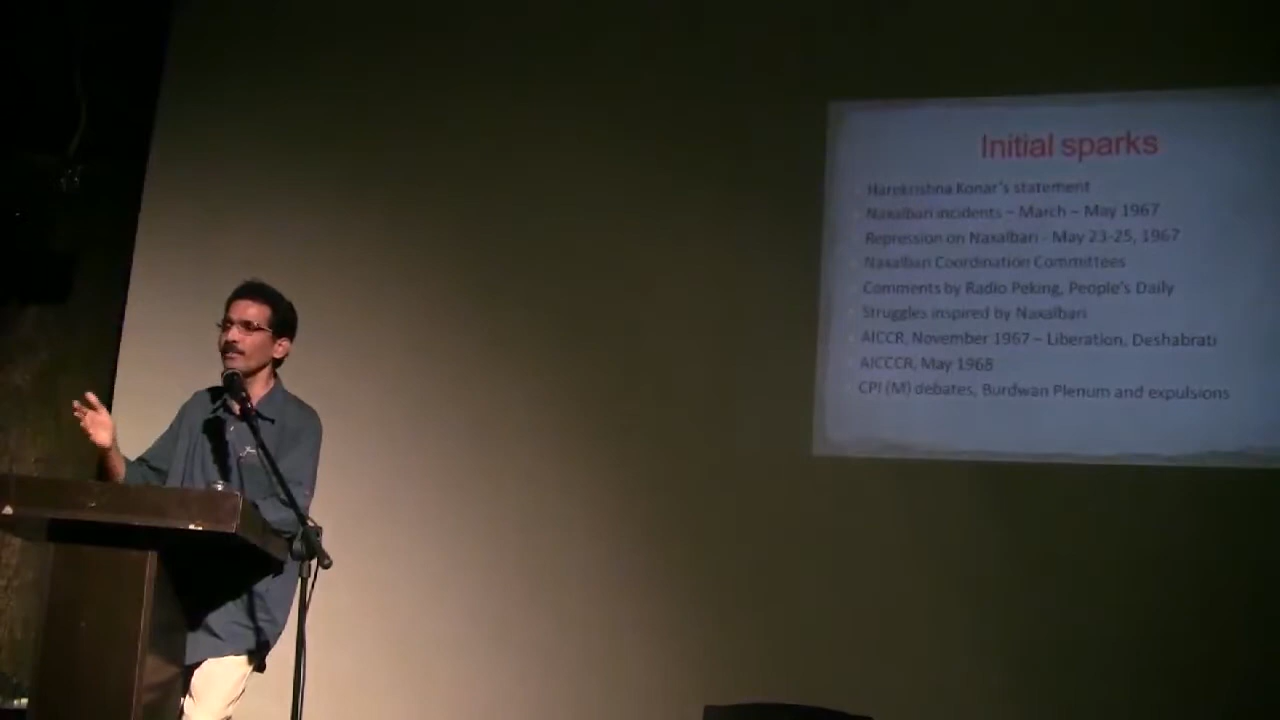 Initial sparks
Harekrishna Konar's statement
Naxalbari incidents – March – May 1967
Repression on Naxalbari - May 23-25, 1967
Naxalbari Coordination Committees
Comments by Radio Peking, People's Daily
Struggles inspired by Naxalbari
AICCR, November 1967 – Liberation, Deshabrati
AICCCR, May 1968
CPI (M) debates, Burdwan Plenum and expulsions